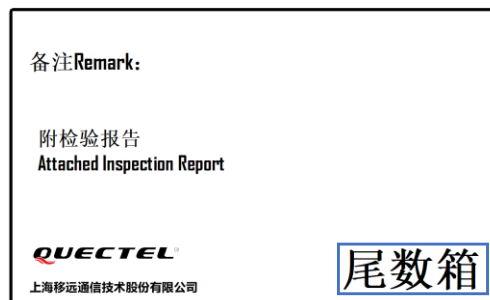 备注Remark：
附检验报告
Attached Inspection Report
QUECTEL®
上海移远通信技术股份有限公司
尾数箱